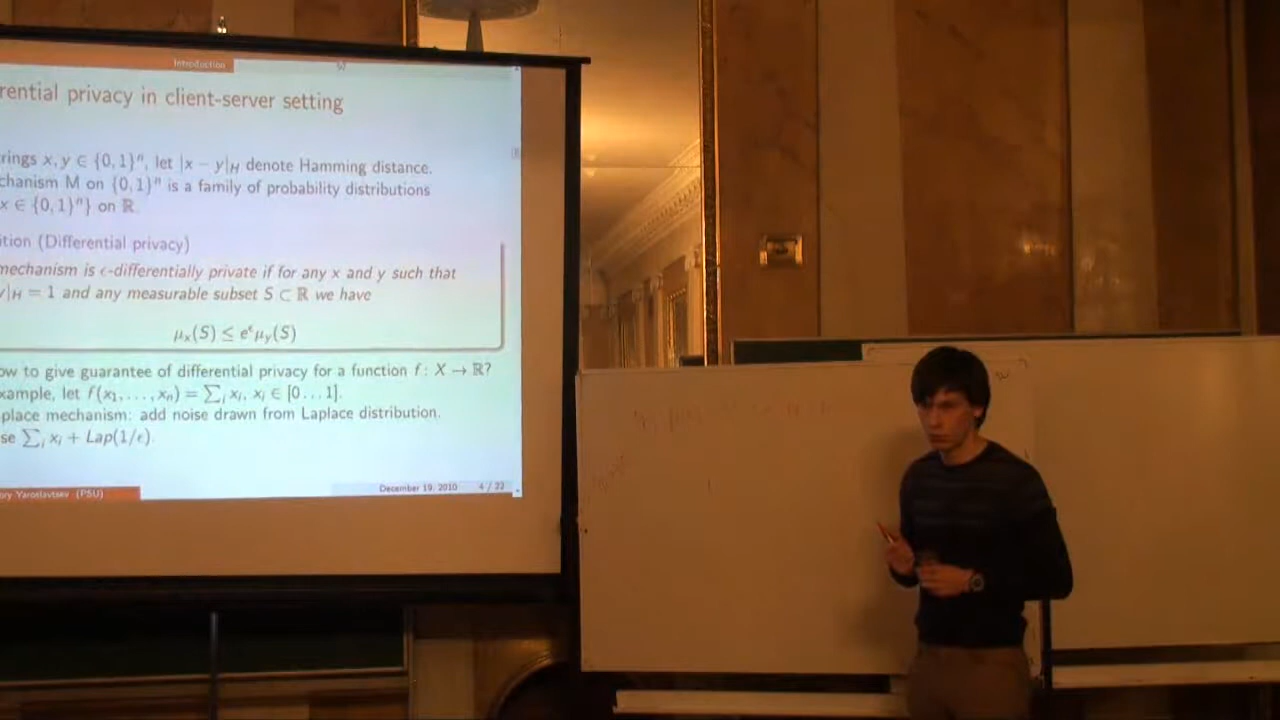 Introduction
rential privacy in client-server setting
rings x, y ∈ {0, 1}ⁿ, let |x − y|_H denote Hamming distance.
chanism M on {0, 1}ⁿ is a family of probability distributions
x ∈ {0, 1}ⁿ} on ℝ.
ition (Differential privacy)
mechanism is ϵ-differentially private if for any x and y such that
y|_H = 1 and any measurable subset S ⊂ ℝ we have
μₓ(S) ≤ e^ϵ μ_y(S)
ow to give guarantee of differential privacy for a function f : X → ℝ?
xample, let f(x₁, . . . , xₙ) = ∑ᵢ xᵢ, xᵢ ∈ [0 . . . 1].
place mechanism: add noise drawn from Laplace distribution.
se ∑ᵢ xᵢ + Lap(1/ϵ).
ory Yaroslavtsev (PSU)
December 19, 2010 4 / 22